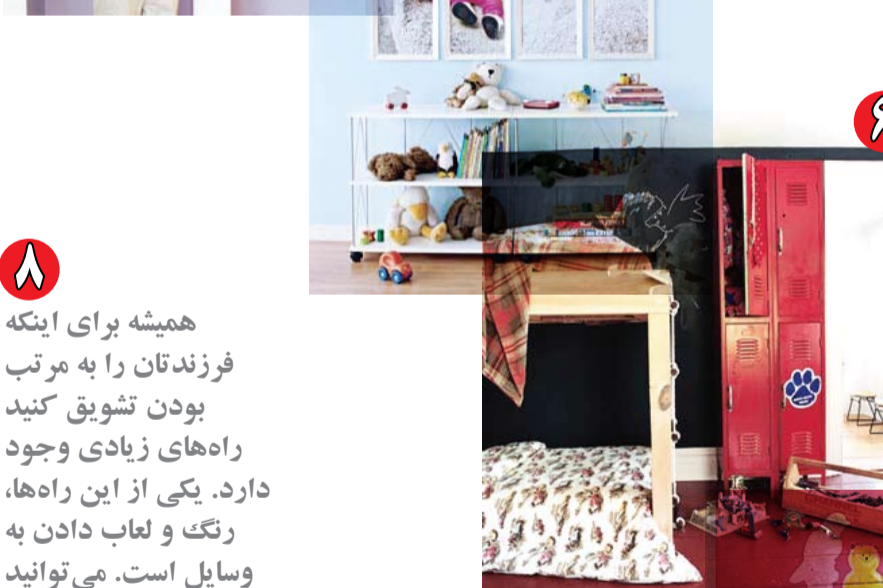 ۶
۸
همیشه برای اینکه
فرزندتان را به مرتب
بودن تشویق کنید
راه‌های زیادی وجود
دارد. یکی از این راه‌ها،
رنگ و لعاب دادن به
وسایل است. می‌توانید